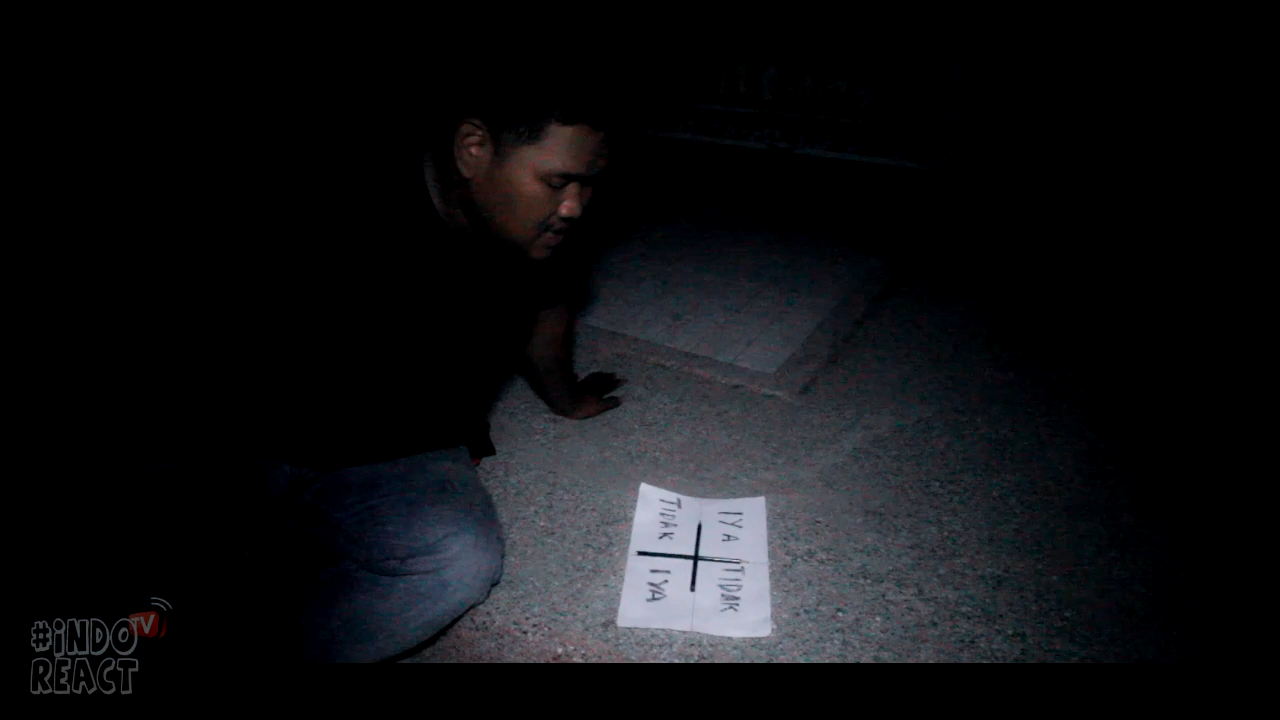 TIDAK
IYA
IYA
TIDAK
#iNDO TV
REACT